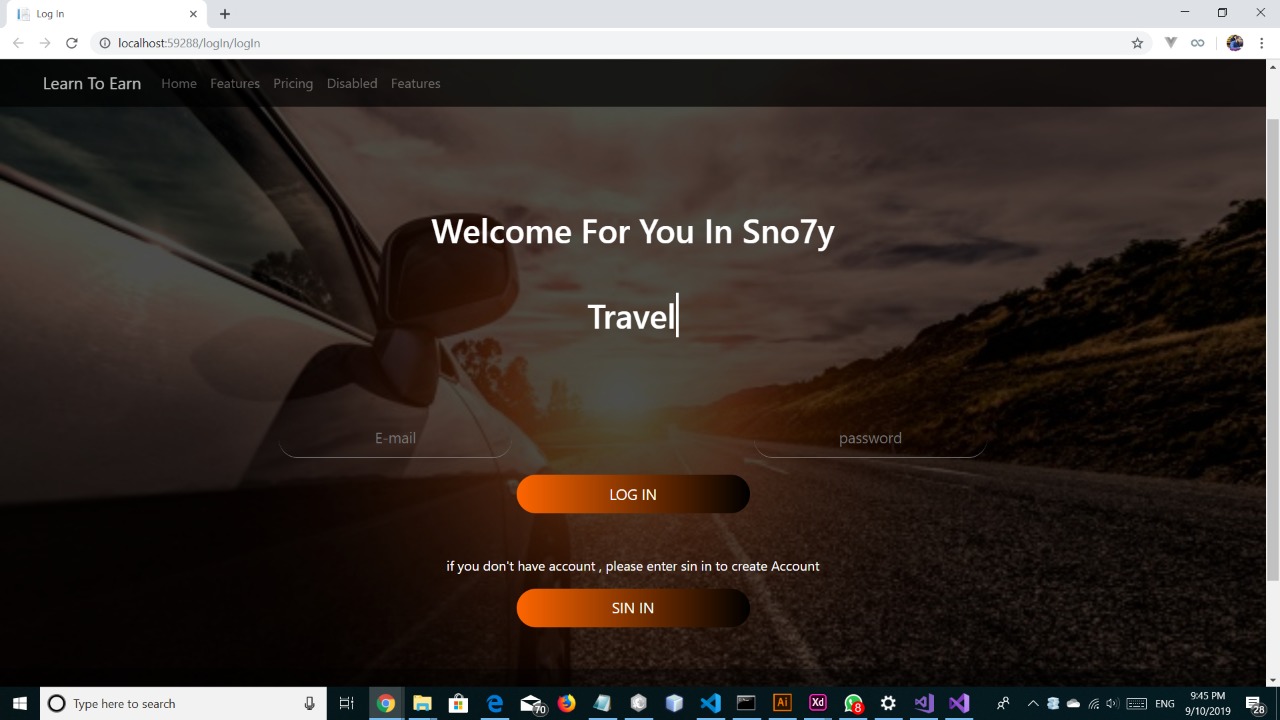 Log In
localhost:59288/logIn/logIn
Learn To Earn Home Features Pricing Disabled Features
Welcome For You In Sno7y
Travel
E-mail password
LOG IN
if you don't have account , please enter sin in to create Account
SIN IN
Type here to search
70
Ai
Xd
8
ENG
9:45 PM
9/10/2019
28